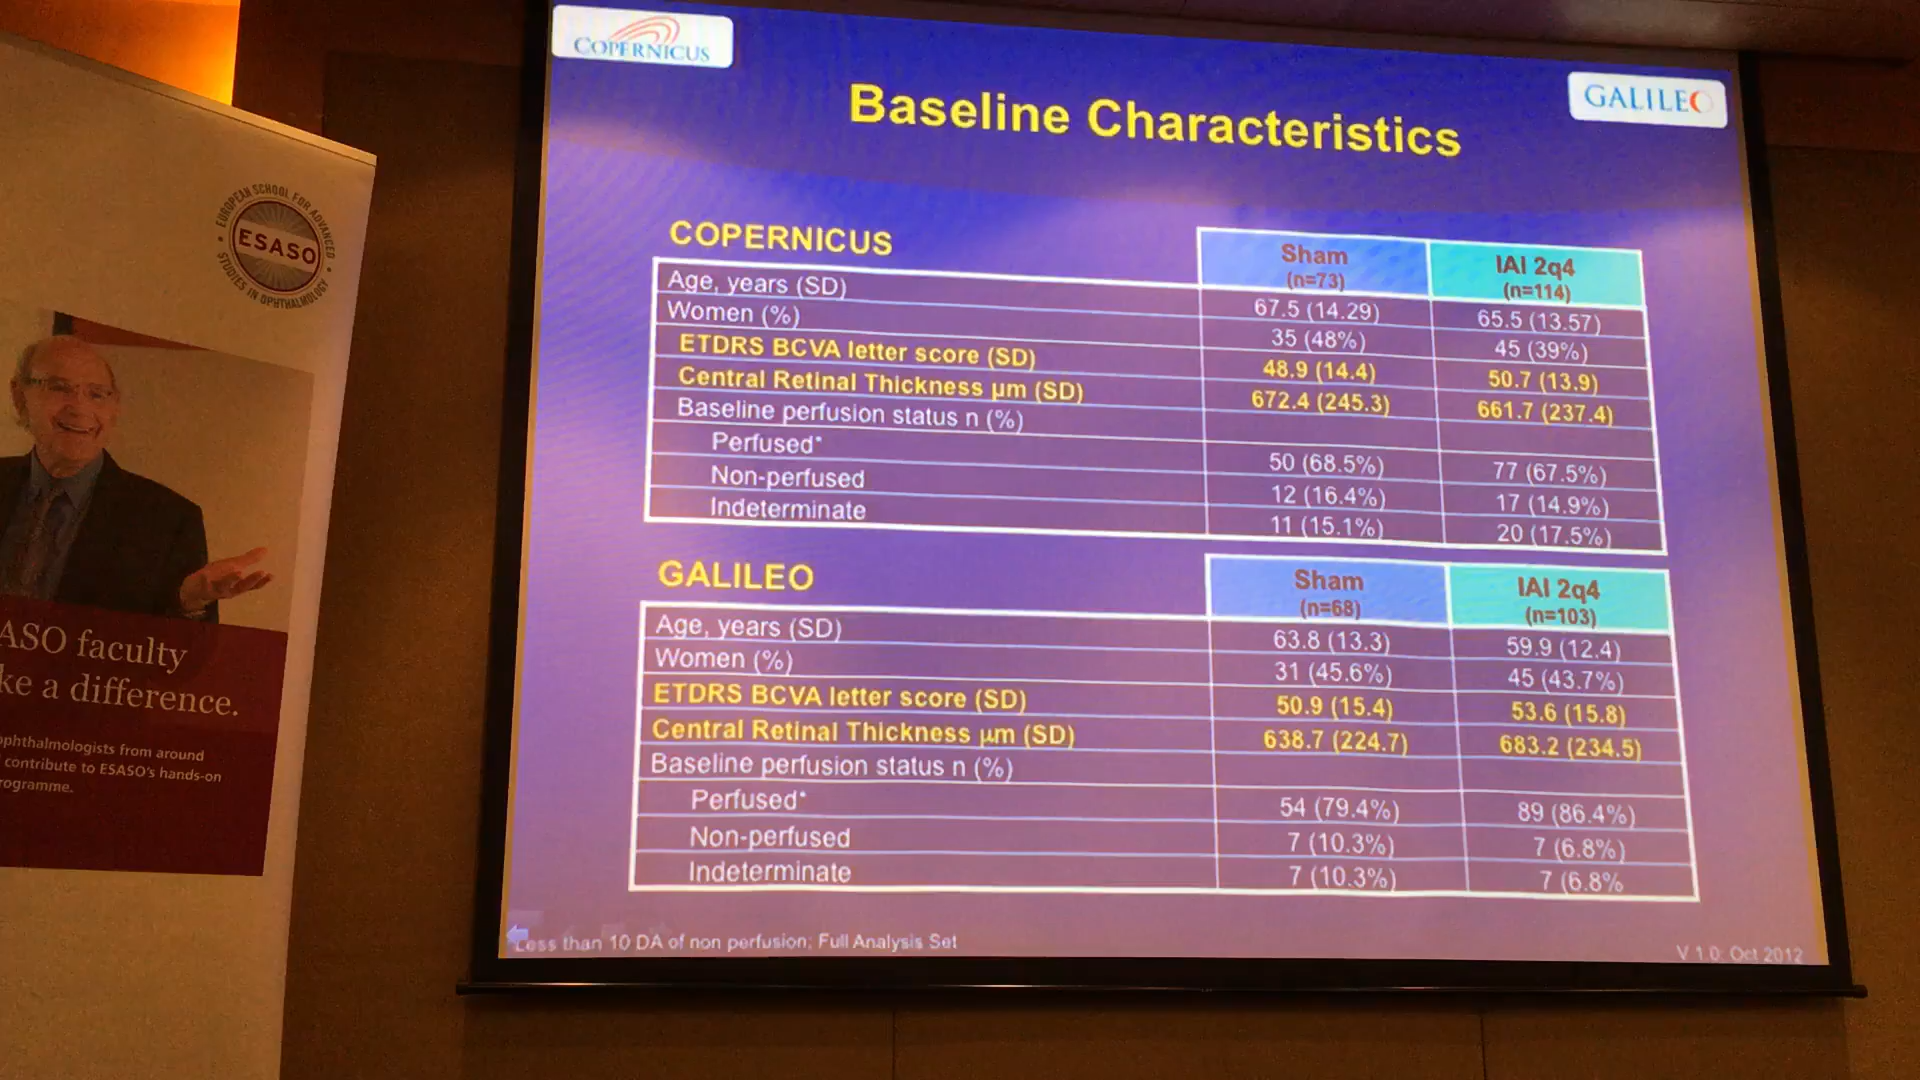 COPERNICUS
GALILEO
Baseline Characteristics
EUROPEAN SCHOOL FOR ADVANCED
ESASO
STUDIES IN OPHTHALMOLOGY
COPERNICUS
Sham
(n=73)
IAI 2q4
(n=114)
Age, years (SD) 67.5 (14.29) 65.5 (13.57)
Women (%) 35 (48%) 45 (39%)
ETDRS BCVA letter score (SD) 48.9 (14.4) 50.7 (13.9)
Central Retinal Thickness µm (SD) 672.4 (245.3) 661.7 (237.4)
Baseline perfusion status n (%)
Perfused* 50 (68.5%) 77 (67.5%)
Non-perfused 12 (16.4%) 17 (14.9%)
Indeterminate 11 (15.1%) 20 (17.5%)
GALILEO
Sham
(n=68)
IAI 2q4
(n=103)
Age, years (SD) 63.8 (13.3) 59.9 (12.4)
Women (%) 31 (45.6%) 45 (43.7%)
ETDRS BCVA letter score (SD) 50.9 (15.4) 53.6 (15.8)
Central Retinal Thickness µm (SD) 638.7 (224.7) 683.2 (234.5)
Baseline perfusion status n (%)
Perfused* 54 (79.4%) 89 (86.4%)
Non-perfused 7 (10.3%) 7 (6.8%)
Indeterminate 7 (10.3%) 7 (6.8%
Less than 10 DA of non perfusion; Full Analysis Set
V 1.0: Oct 2012
ASO faculty
ke a difference.
ophthalmologists from around
contribute to ESASO's hands-on
rogramme.